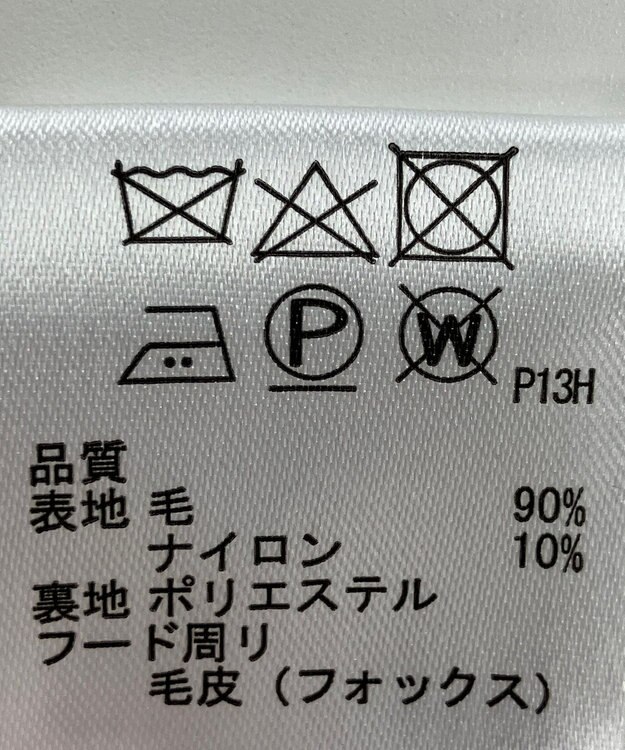 P W P13H
品質
表地 毛 90%
ナイロン 10%
裏地 ポリエステル
フード周リ
毛皮（フォックス）